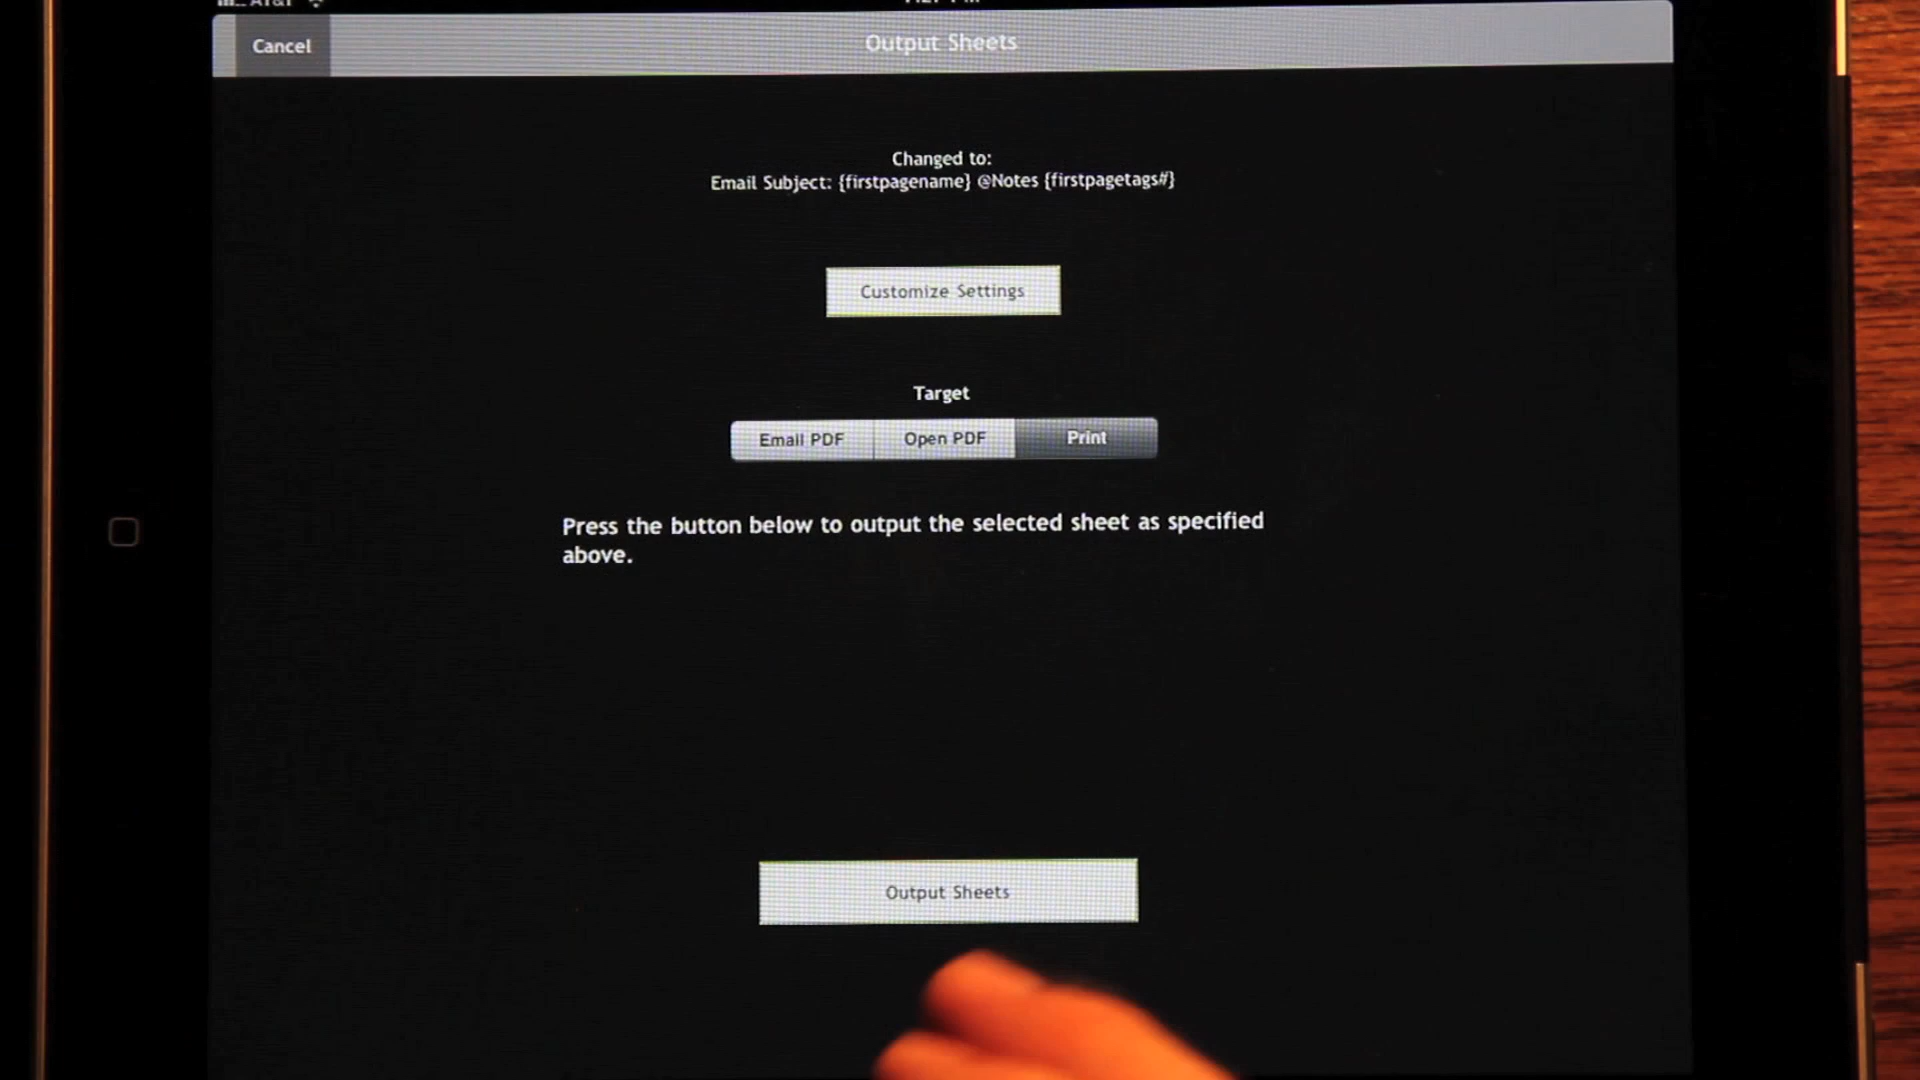 Cancel
Output Sheets
Changed to:
Email Subject: {firstpagename} @Notes {firstpagetags#}
Customize Settings
Target
Email PDF
Open PDF
Print
Press the button below to output the selected sheet as specified
above.
Output Sheets